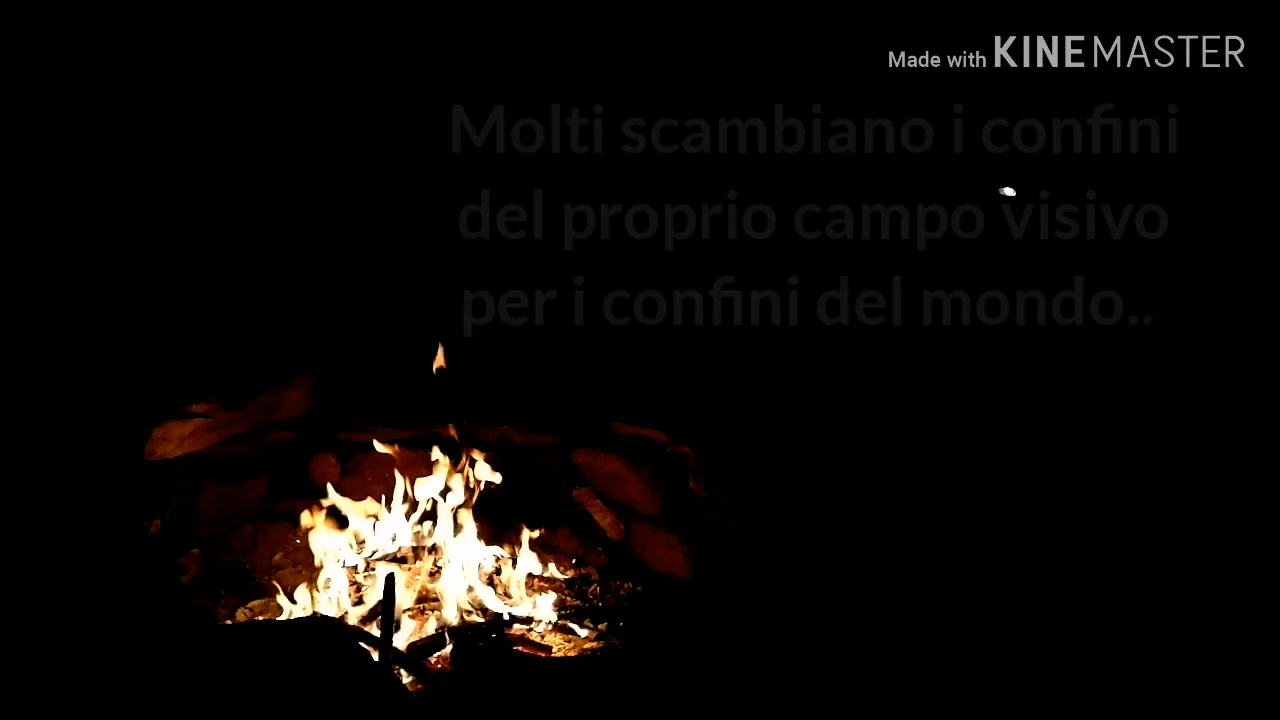 Made with KINEMASTER
Molti scambiano i confini
del proprio campo visivo
per i confini del mondo..